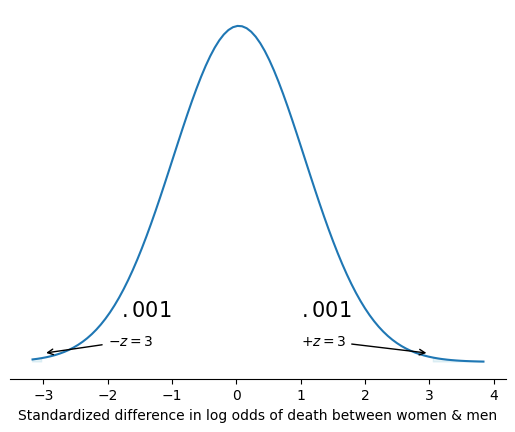 .001 .001
−z = 3 +z = 3
−3 −2 −1 0 1 2 3 4
Standardized difference in log odds of death between women & men